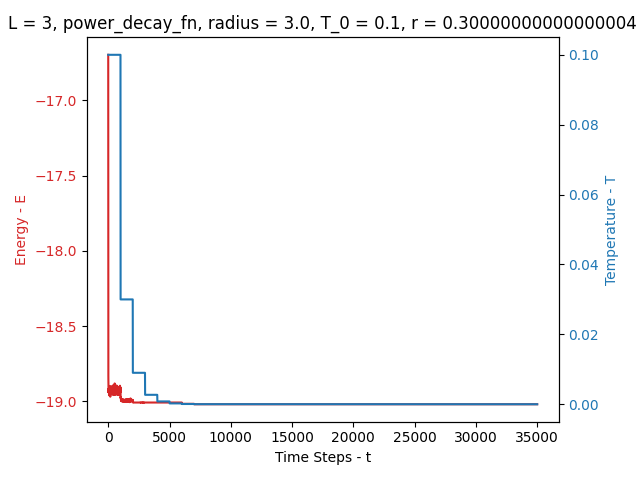 L = 3, power_decay_fn, radius = 3.0, T_0 = 0.1, r = 0.30000000000000004
−17.0
−17.5
−18.0
−18.5
−19.0
Energy - E
0.10
0.08
0.06
0.04
0.02
0.00
Temperature - T
0 5000 10000 15000 20000 25000 30000 35000
Time Steps - t